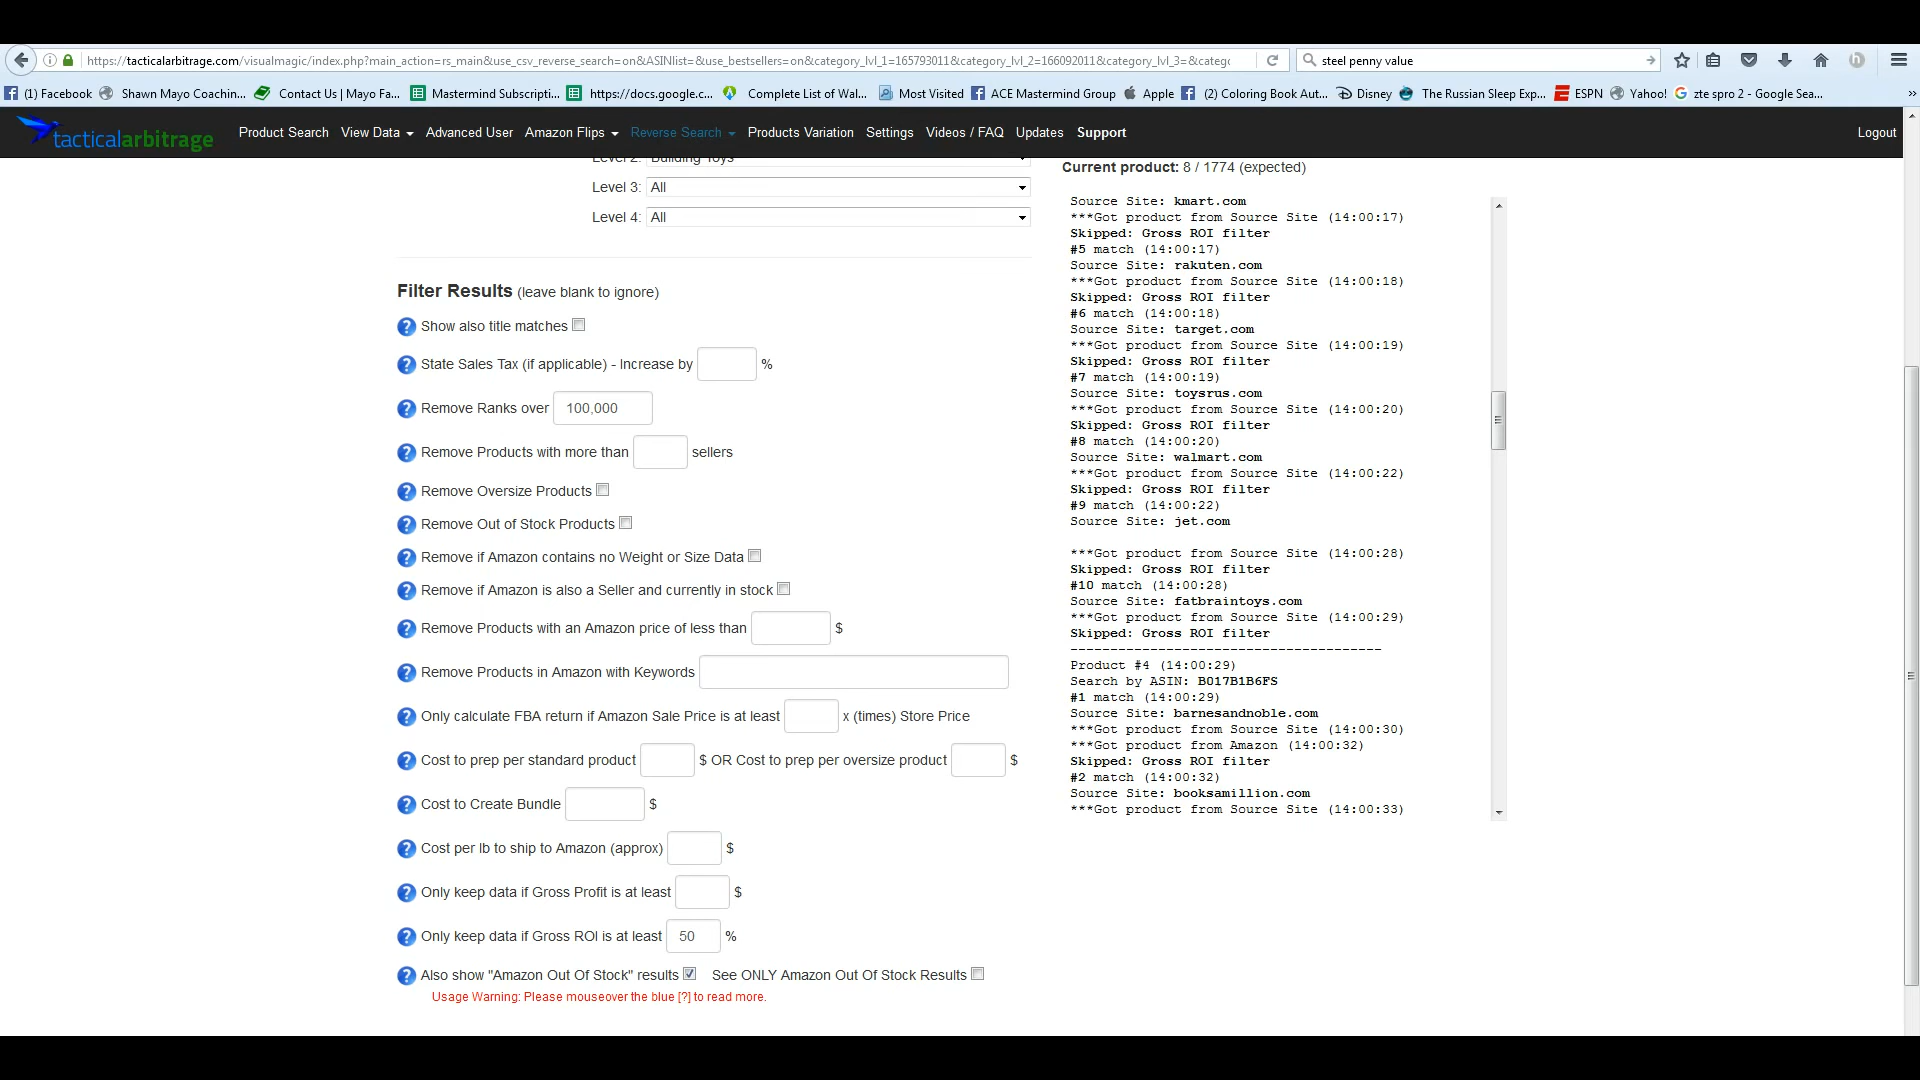 https://tacticalarbitrage.com/visualmagic/index.php?main_action=rs_main&use_csv_reverse_search=on&ASINlist=&use_bestsellers=on&category_lvl_1=165793011&category_lvl_2=166092011&category_lvl_3=&categc
steel penny value
(1) Facebook
Shawn Mayo Coachin...
Contact Us | Mayo Fa...
Mastermind Subscripti...
https://docs.google.c...
Complete List of Wal...
Most Visited
ACE Mastermind Group
Apple
(2) Coloring Book Aut...
Disney
The Russian Sleep Exp...
ESPN
Yahoo!
zte spro 2 - Google Sea...
tacticalarbitrage
Product Search
View Data
Advanced User
Amazon Flips
Reverse Search
Products Variation
Settings
Videos / FAQ
Updates
Support
Logout
Level 2: Building Toys
Level 3: All
Level 4: All
Filter Results (leave blank to ignore)
Show also title matches
State Sales Tax (if applicable) - Increase by %
Remove Ranks over 100,000
Remove Products with more than sellers
Remove Oversize Products
Remove Out of Stock Products
Remove if Amazon contains no Weight or Size Data
Remove if Amazon is also a Seller and currently in stock
Remove Products with an Amazon price of less than $
Remove Products in Amazon with Keywords
Only calculate FBA return if Amazon Sale Price is at least x (times) Store Price
Cost to prep per standard product $ OR Cost to prep per oversize product $
Cost to Create Bundle $
Cost per lb to ship to Amazon (approx) $
Only keep data if Gross Profit is at least $
Only keep data if Gross ROI is at least 50 %
Also show "Amazon Out Of Stock" results See ONLY Amazon Out Of Stock Results
Usage Warning: Please mouseover the blue [?] to read more.
Current product: 8 / 1774 (expected)
Source Site: kmart.com
***Got product from Source Site (14:00:17)
Skipped: Gross ROI filter
#5 match (14:00:17)
Source Site: rakuten.com
***Got product from Source Site (14:00:18)
Skipped: Gross ROI filter
#6 match (14:00:18)
Source Site: target.com
***Got product from Source Site (14:00:19)
Skipped: Gross ROI filter
#7 match (14:00:19)
Source Site: toysrus.com
***Got product from Source Site (14:00:20)
Skipped: Gross ROI filter
#8 match (14:00:20)
Source Site: walmart.com
***Got product from Source Site (14:00:22)
Skipped: Gross ROI filter
#9 match (14:00:22)
Source Site: jet.com
***Got product from Source Site (14:00:28)
Skipped: Gross ROI filter
#10 match (14:00:28)
Source Site: fatbraintoys.com
***Got product from Source Site (14:00:29)
Skipped: Gross ROI filter
---------------------------------------
Product #4 (14:00:29)
Search by ASIN: B017B1B6FS
#1 match (14:00:29)
Source Site: barnesandnoble.com
***Got product from Source Site (14:00:30)
***Got product from Amazon (14:00:32)
Skipped: Gross ROI filter
#2 match (14:00:32)
Source Site: booksamillion.com
***Got product from Source Site (14:00:33)